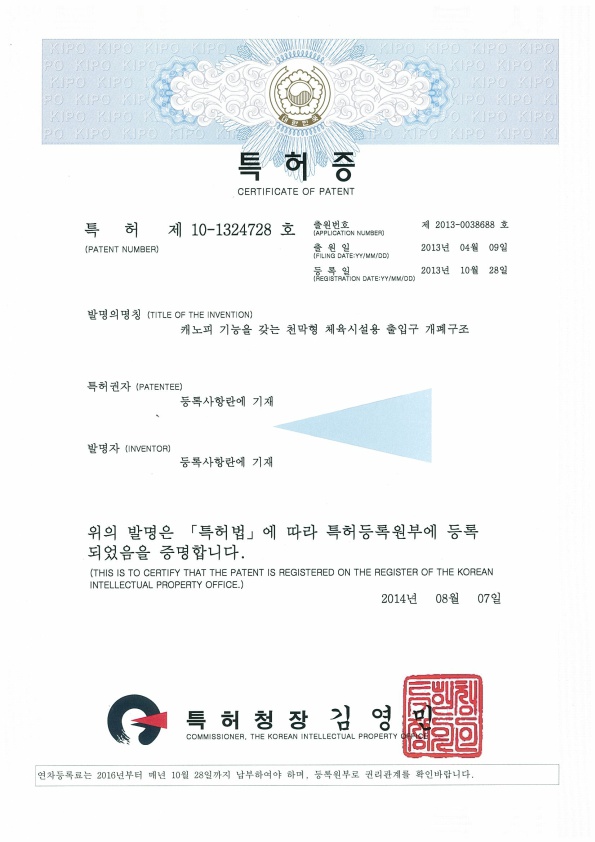 KIPO KIPO KIPO KIPO KIPO KIPO KIPO
대한민국
특허증
CERTIFICATE OF PATENT
특 허 제 10-1324728 호
(PATENT NUMBER)
출원번호 제 2013-0038688 호
(APPLICATION NUMBER)
출 원 일 2013년 04월 09일
(FILING DATE:YY/MM/DD)
등 록 일 2013년 10월 28일
(REGISTRATION DATE:YY/MM/DD)
발명의명칭 (TITLE OF THE INVENTION)
캐노피 기능을 갖는 천막형 체육시설용 출입구 개폐구조
특허권자 (PATENTEE)
등록사항란에 기재
발명자 (INVENTOR)
등록사항란에 기재
위의 발명은 「특허법」에 따라 특허등록원부에 등록
되었음을 증명합니다.
(THIS IS TO CERTIFY THAT THE PATENT IS REGISTERED ON THE REGISTER OF THE KOREAN
INTELLECTUAL PROPERTY OFFICE.)
2014년 08월 07일
특허청장 김영민
COMMISSIONER, THE KOREAN INTELLECTUAL PROPERTY OFFICE
연차등록료는 2016년부터 매년 10월 28일까지 납부하여야 하며, 등록원부로 권리관계를 확인바랍니다.